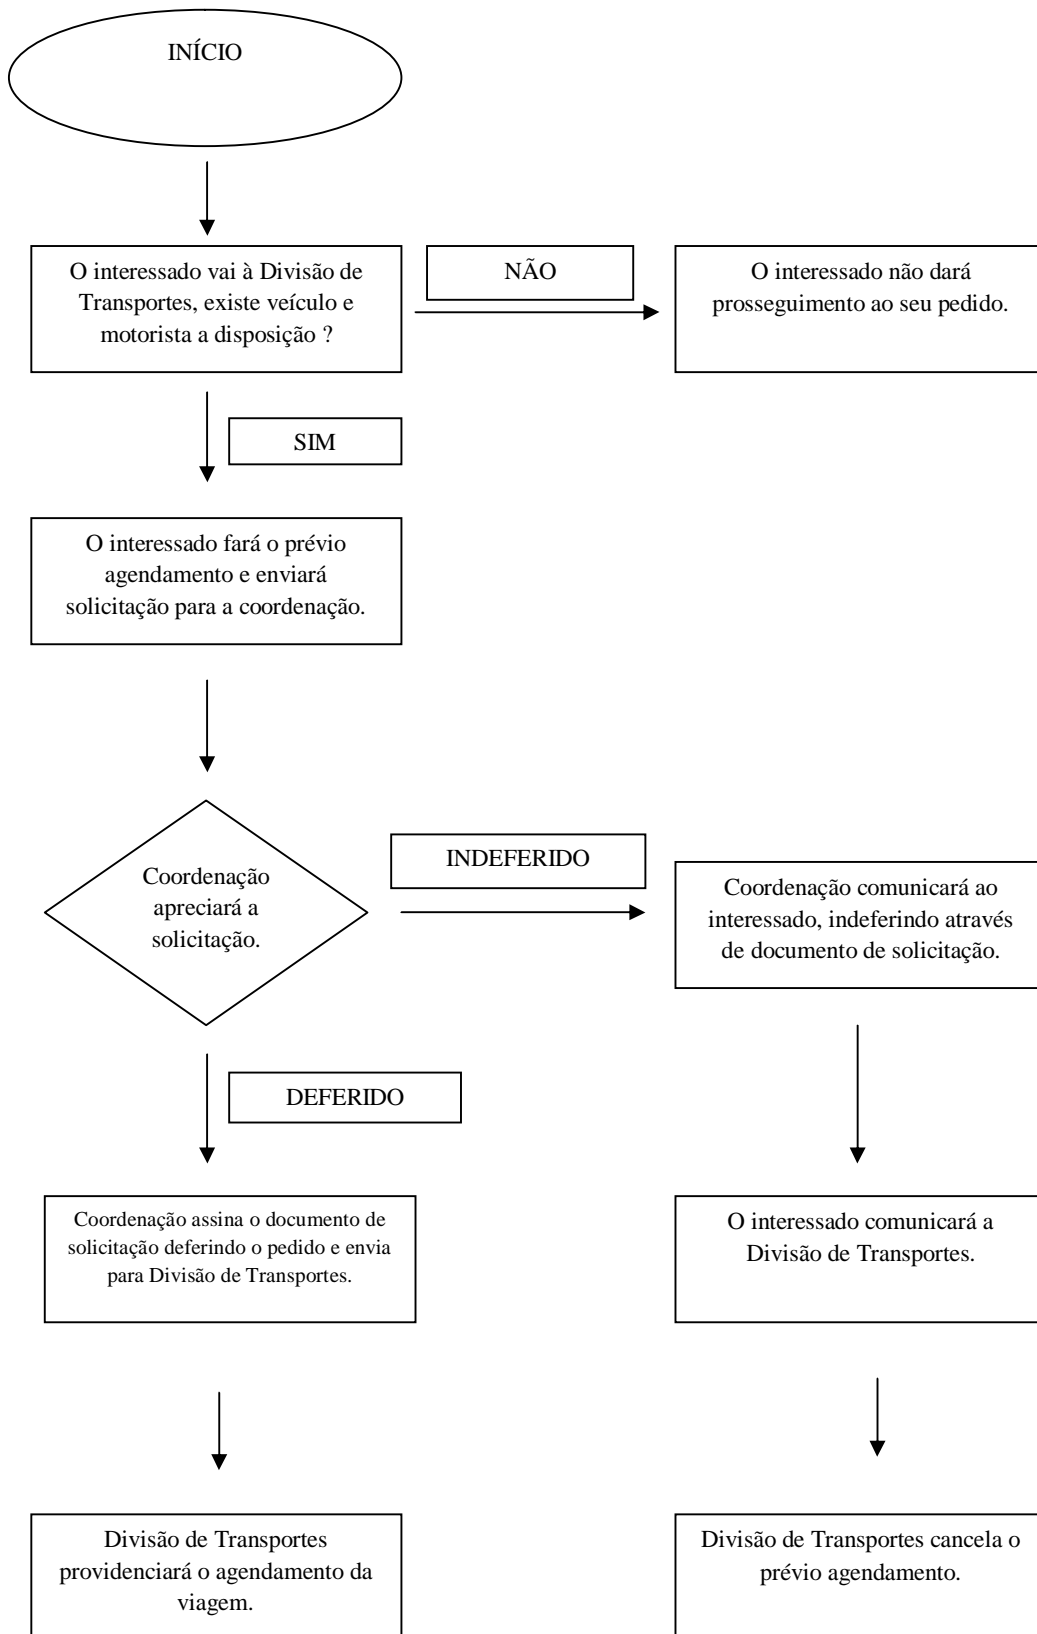 INÍCIO
O interessado vai à Divisão de
Transportes, existe veículo e
motorista a disposição ?
NÃO
O interessado não dará
prosseguimento ao seu pedido.
SIM
O interessado fará o prévio
agendamento e enviará
solicitação para a coordenação.
Coordenação
apreciará a
solicitação.
INDEFERIDO
Coordenação comunicará ao
interessado, indeferindo através
de documento de solicitação.
DEFERIDO
Coordenação assina o documento de
solicitação deferindo o pedido e envia
para Divisão de Transportes.
O interessado comunicará a
Divisão de Transportes.
Divisão de Transportes
providenciará o agendamento da
viagem.
Divisão de Transportes cancela o
prévio agendamento.